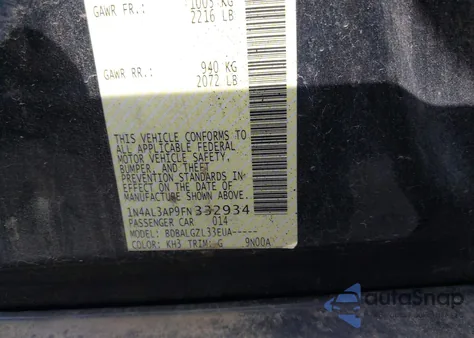 GAWR FR.: 1005 KG
2216 LB
GAWR RR.: 940 KG
2072 LB
THIS VEHICLE CONFORMS TO
ALL APPLICABLE FEDERAL
MOTOR VEHICLE SAFETY,
BUMPER, AND THEFT
PREVENTION STANDARDS IN
EFFECT ON THE DATE OF
MANUFACTURE SHOWN ABOVE.
1N4AL3AP9FN332934
PASSENGER CAR 014
MODEL: BDBALGZL33EUA-----
COLOR: KH3 TRIM: G 9N00A
autoSnap